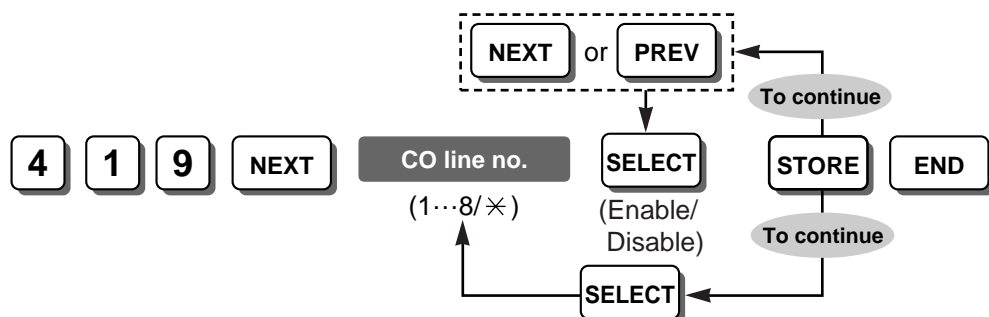 NEXT or PREV
To continue
4 1 9 NEXT CO line no. SELECT STORE END
(1···8/✳)
(Enable/
Disable)
To continue
SELECT